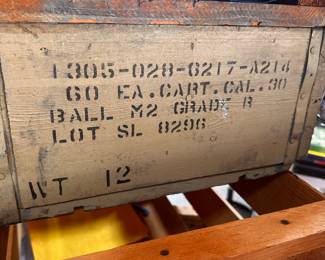 1305-028-6217-A214
60 EA. CART. CAL. 30
BALL M2 GRADE R
LOT SL 8296
WT 12